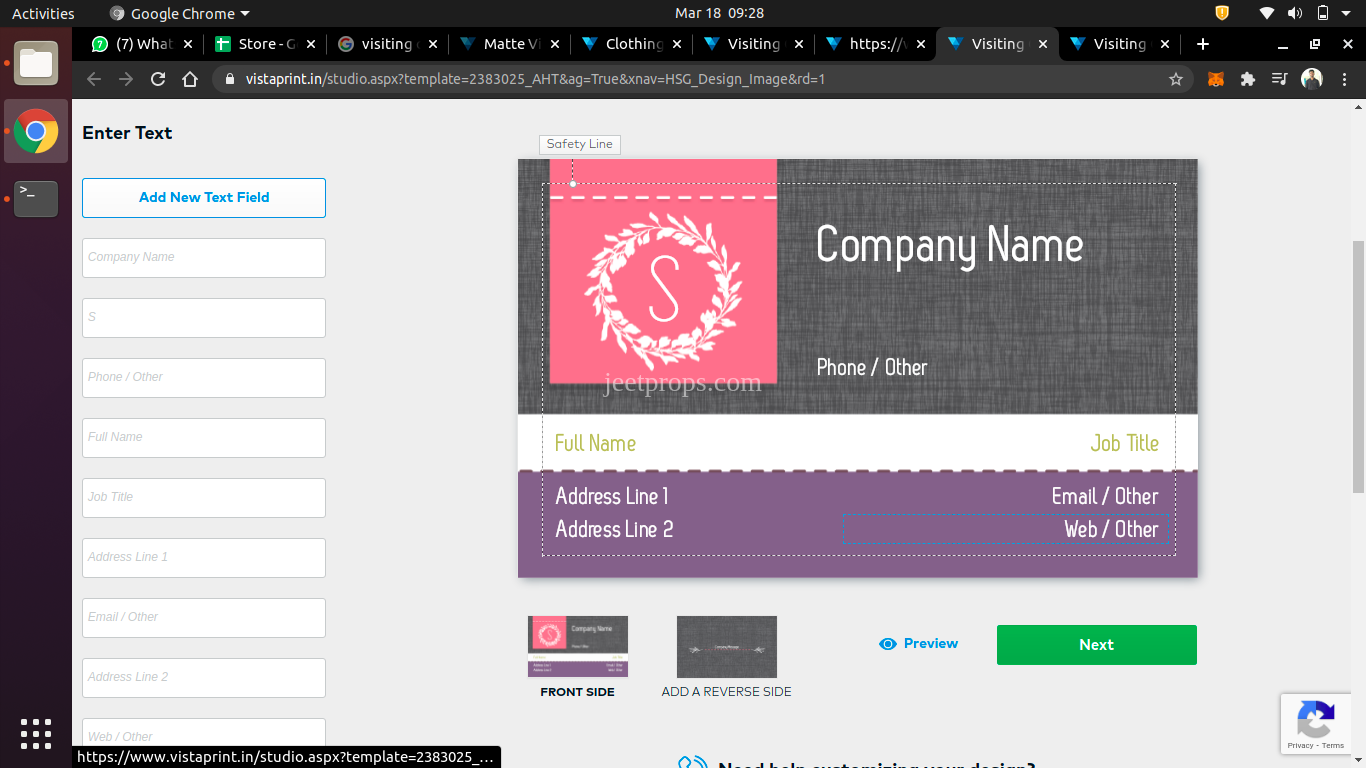 Activities Google Chrome Mar 18 09:28
(7) What Store - G visiting Matte Vi Clothing Visiting https:// Visiting Visiting
vistaprint.in/studio.aspx?template=2383025_AHT&ag=True&xnav=HSG_Design_Image&rd=1
Enter Text
Add New Text Field
Company Name
S
Phone / Other
Full Name
Job Title
Address Line 1
Email / Other
Address Line 2
Web / Other
https://www.vistaprint.in/studio.aspx?template=2383025_...
Safety Line
Company Name
S
Phone / Other
jeetprops.com
Full Name Job Title
Address Line 1 Email / Other
Address Line 2 Web / Other
FRONT SIDE
ADD A REVERSE SIDE
Preview
Next
Privacy - Terms
Need help customizing your design?